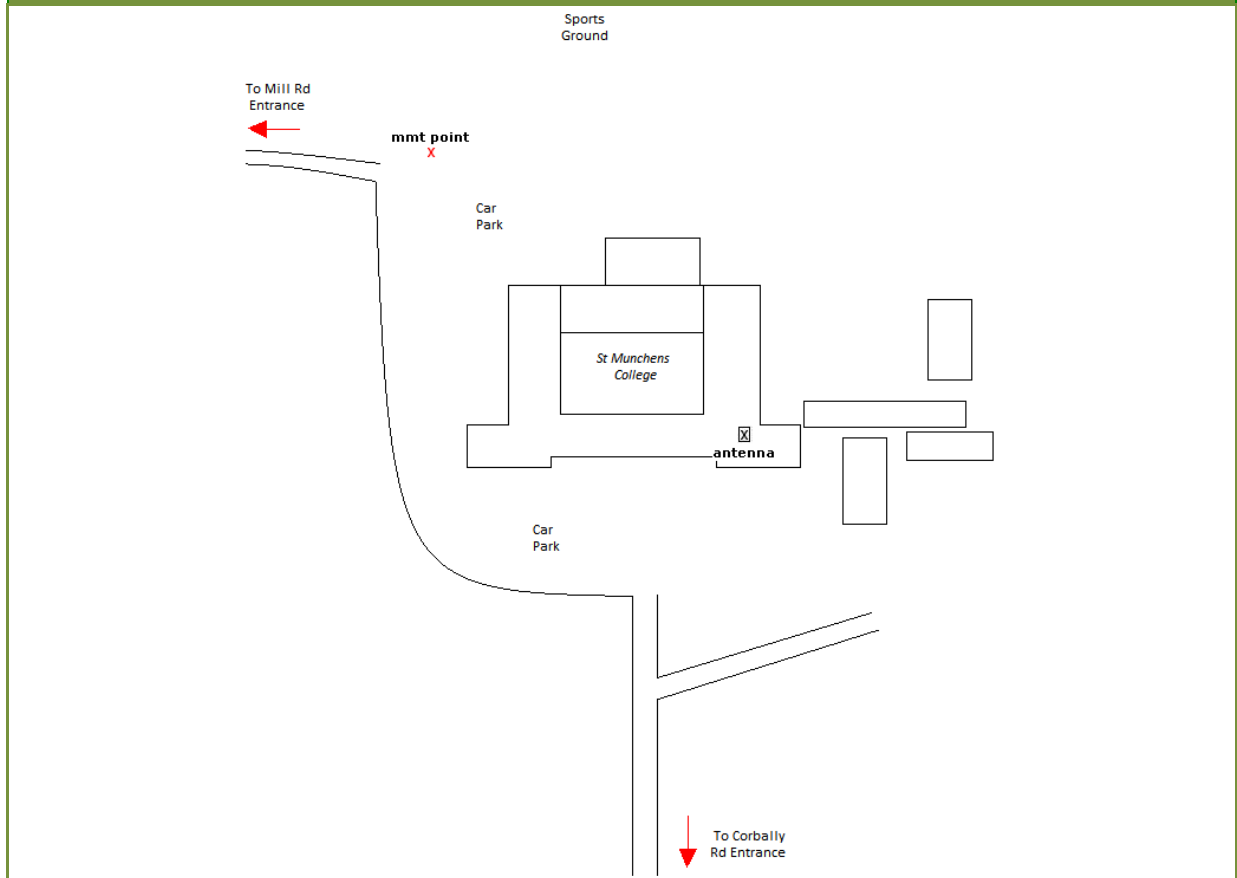 Sports
Ground
To Mill Rd
Entrance
mmt point
X
Car
Park
St Munchens
College
X
antenna
Car
Park
To Corbally
Rd Entrance